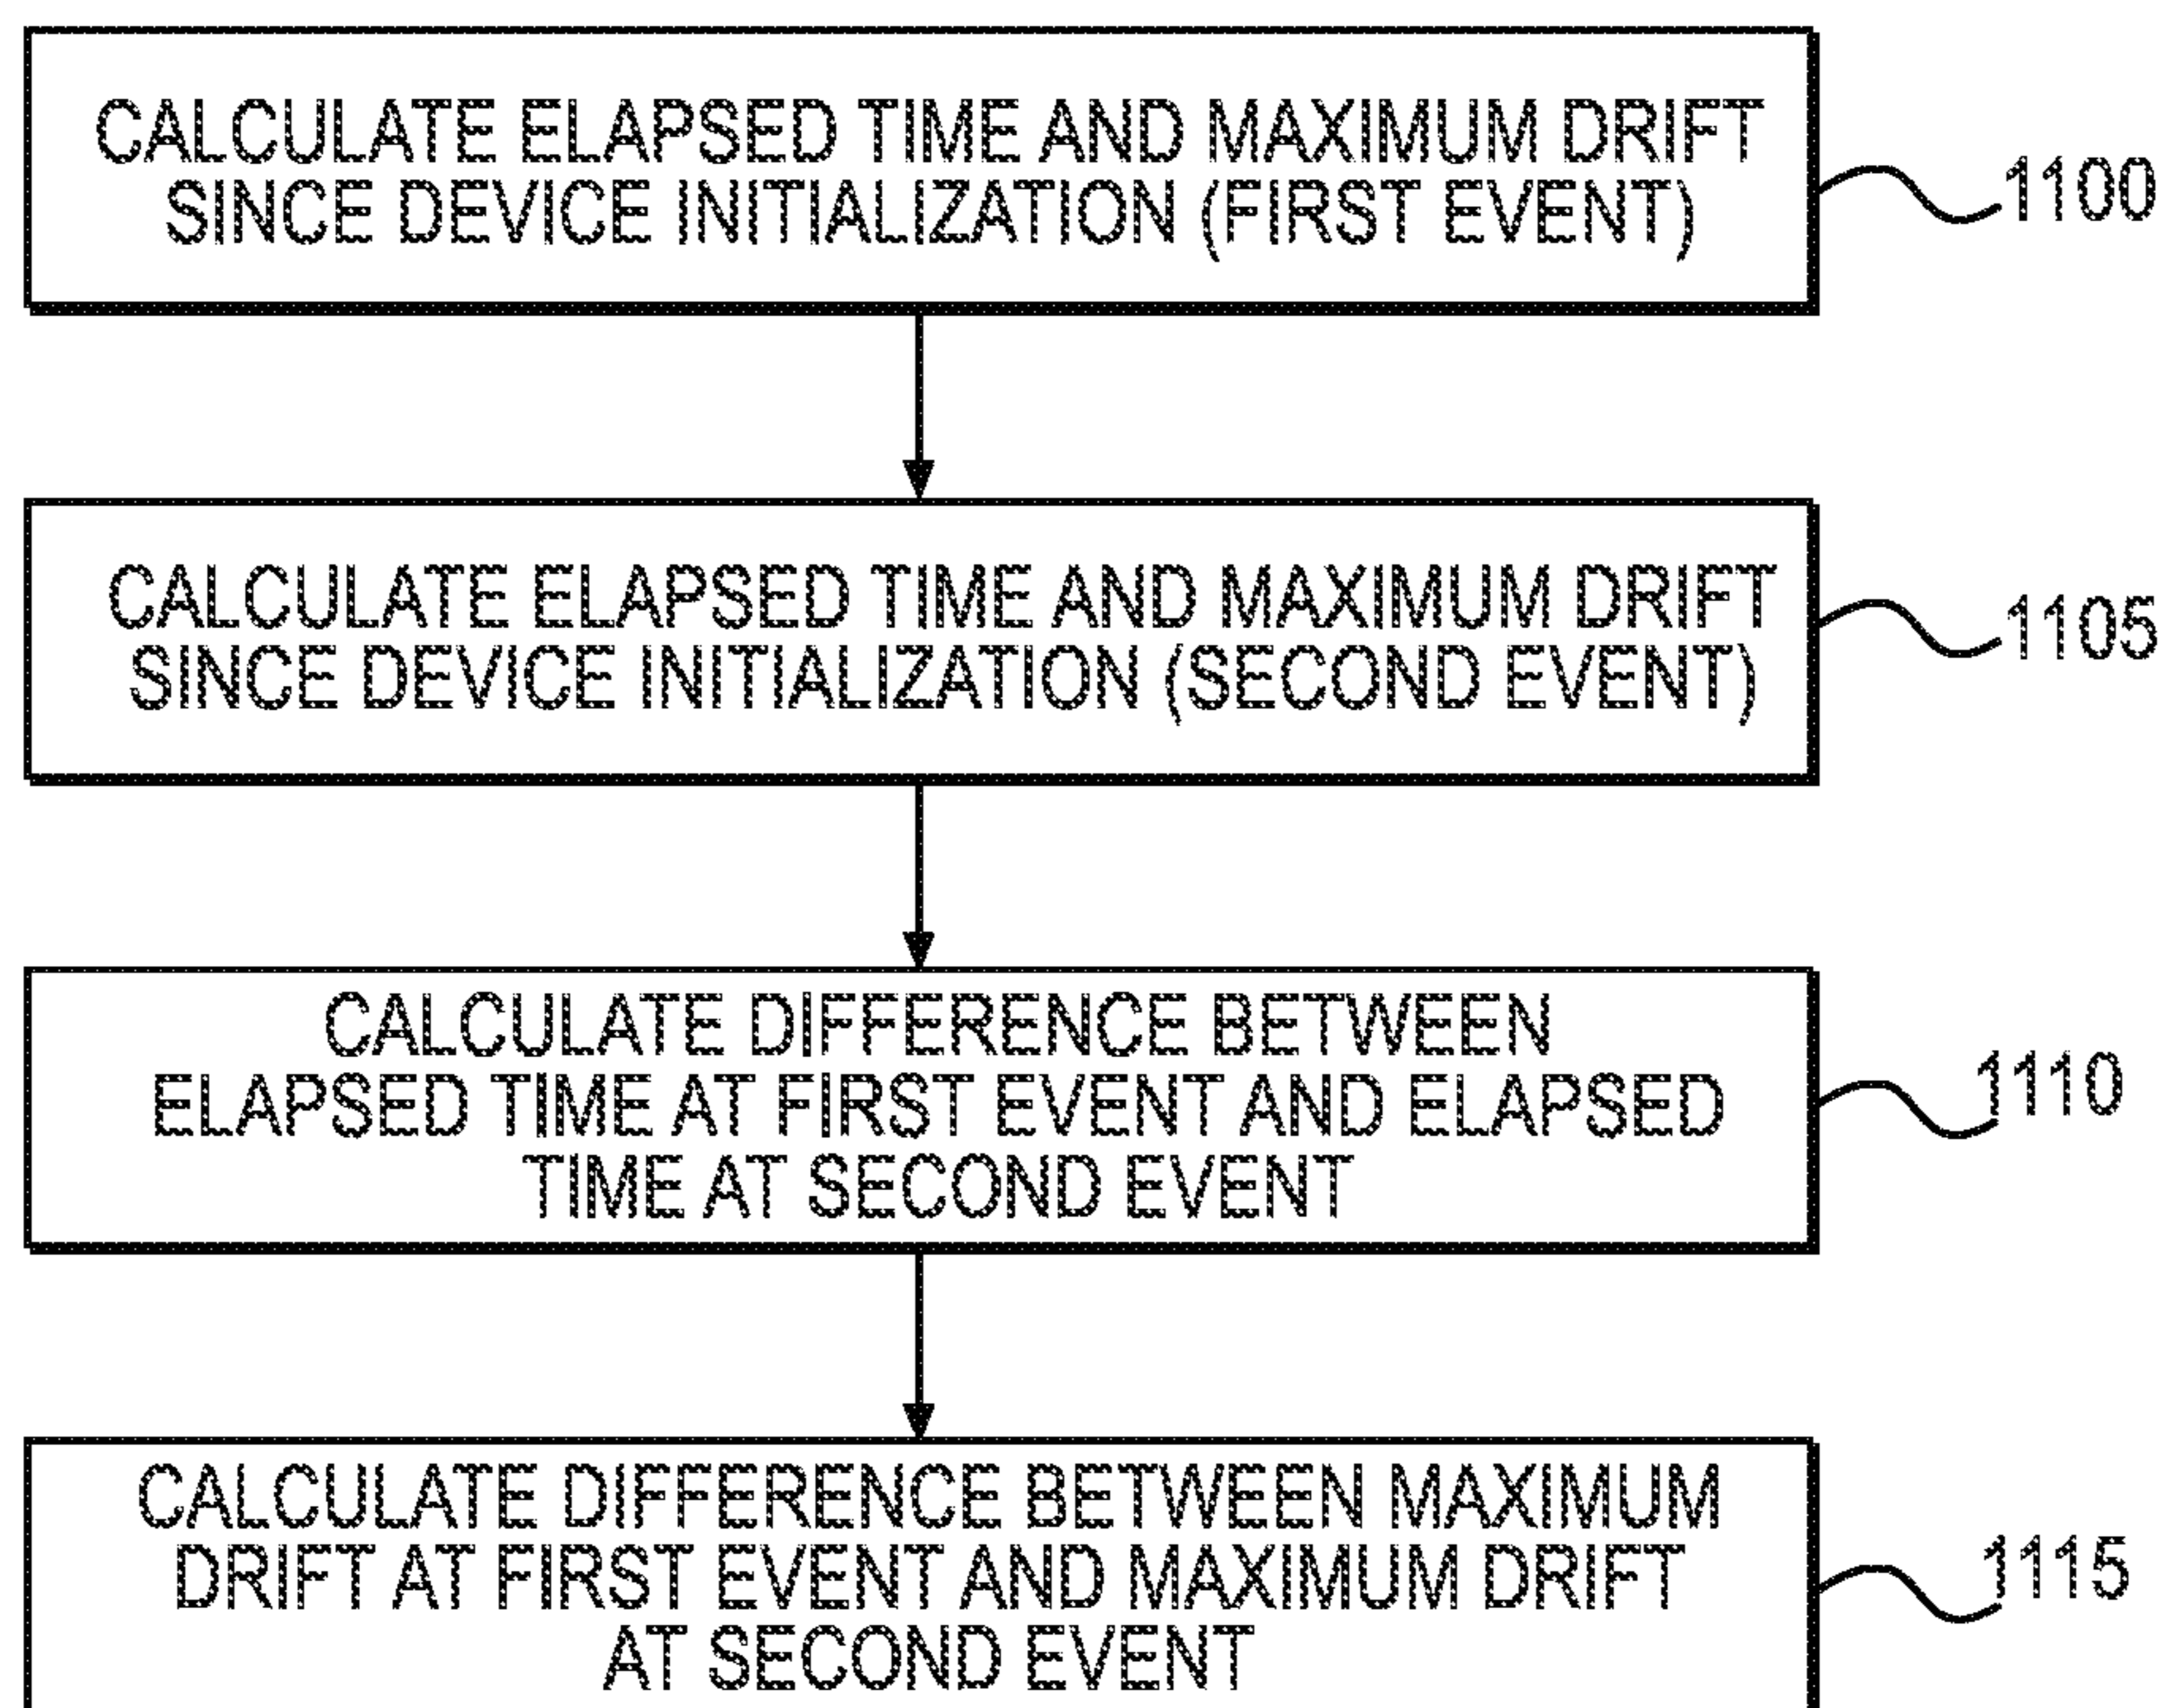 CALCULATE ELAPSED TIME AND MAXIMUM DRIFT
SINCE DEVICE INITIALIZATION (FIRST EVENT)
1100
CALCULATE ELAPSED TIME AND MAXIMUM DRIFT
SINCE DEVICE INITIALIZATION (SECOND EVENT)
1105
CALCULATE DIFFERENCE BETWEEN
ELAPSED TIME AT FIRST EVENT AND ELAPSED
TIME AT SECOND EVENT
1110
CALCULATE DIFFERENCE BETWEEN MAXIMUM
DRIFT AT FIRST EVENT AND MAXIMUM DRIFT
AT SECOND EVENT
1115